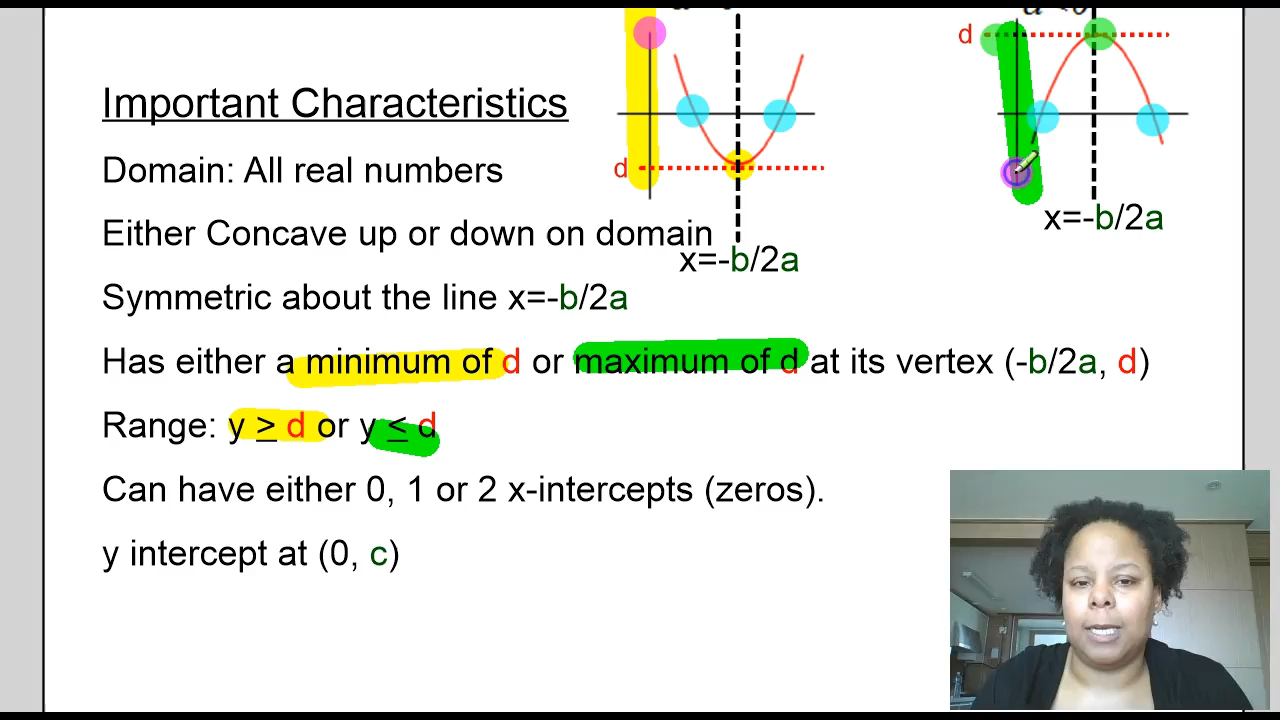 a <0
d
Important Characteristics
d
Domain: All real numbers
x=-b/2a
Either Concave up or down on domain
x=-b/2a
Symmetric about the line x=-b/2a
Has either a minimum of d or maximum of d at its vertex (-b/2a, d)
Range: y ≥ d or y ≤ d
Can have either 0, 1 or 2 x-intercepts (zeros).
y intercept at (0, c)